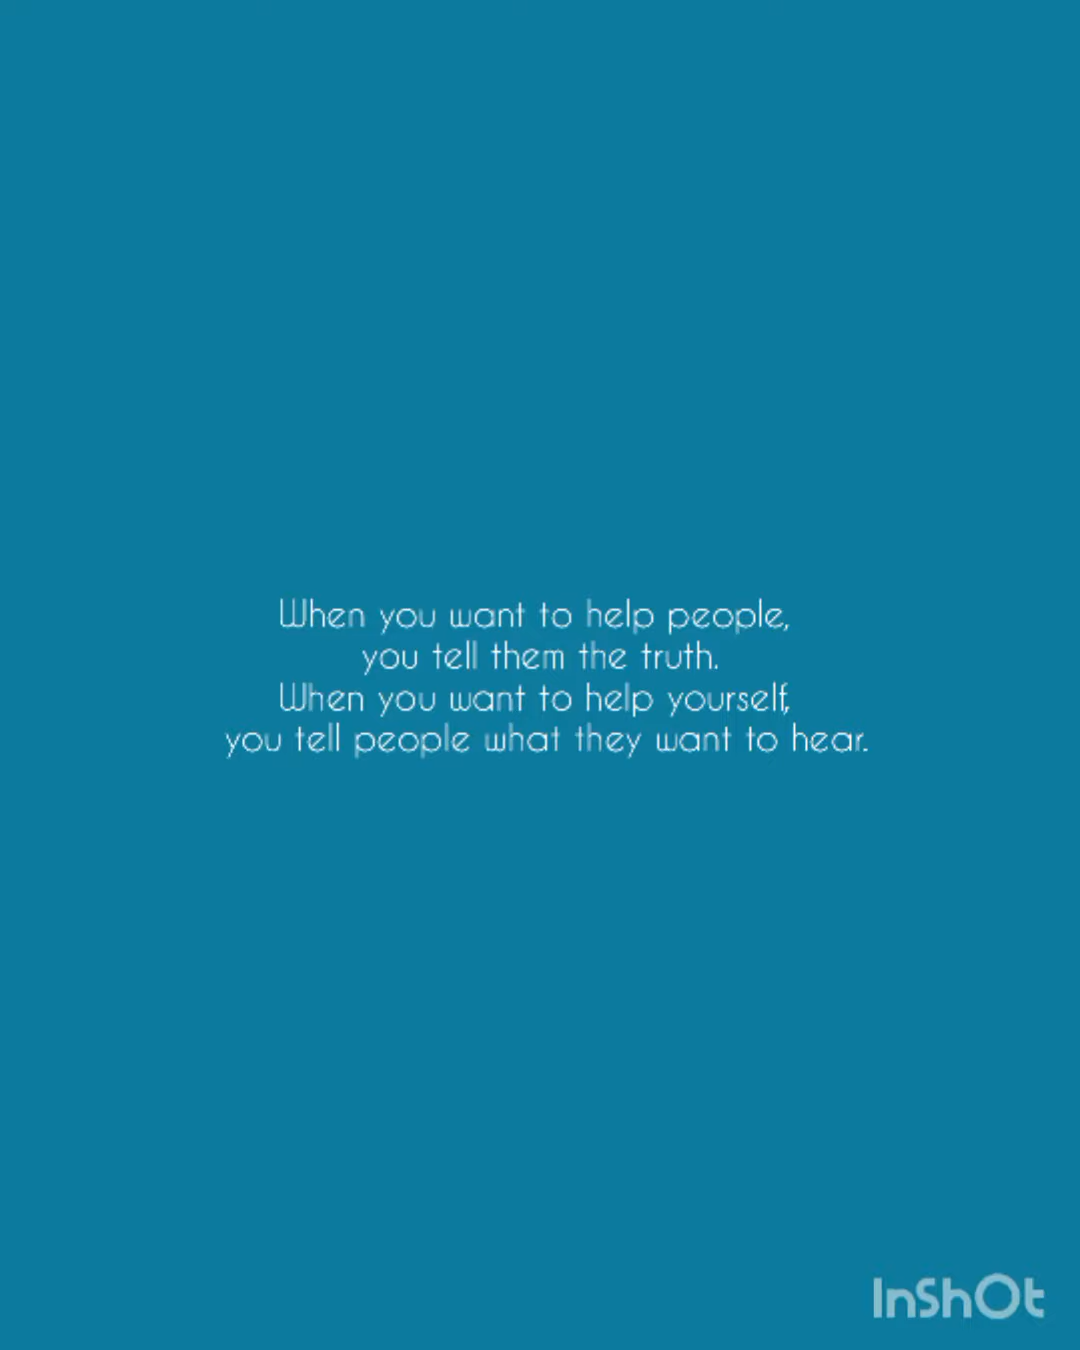 When you want to help people,
you tell them the truth.
When you want to help yourself,
you tell people what they want to hear.
InShOt